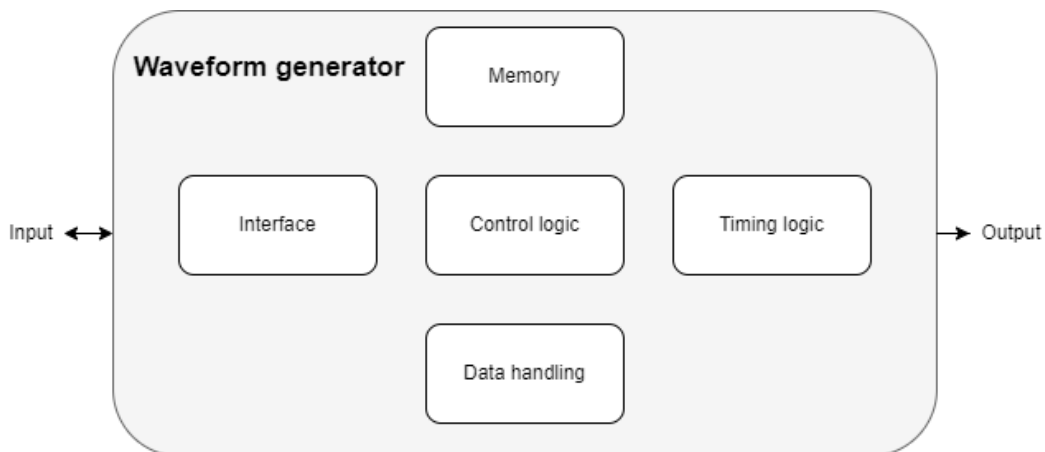 Waveform generator
Memory
Input
Interface
Control logic
Timing logic
Output
Data handling